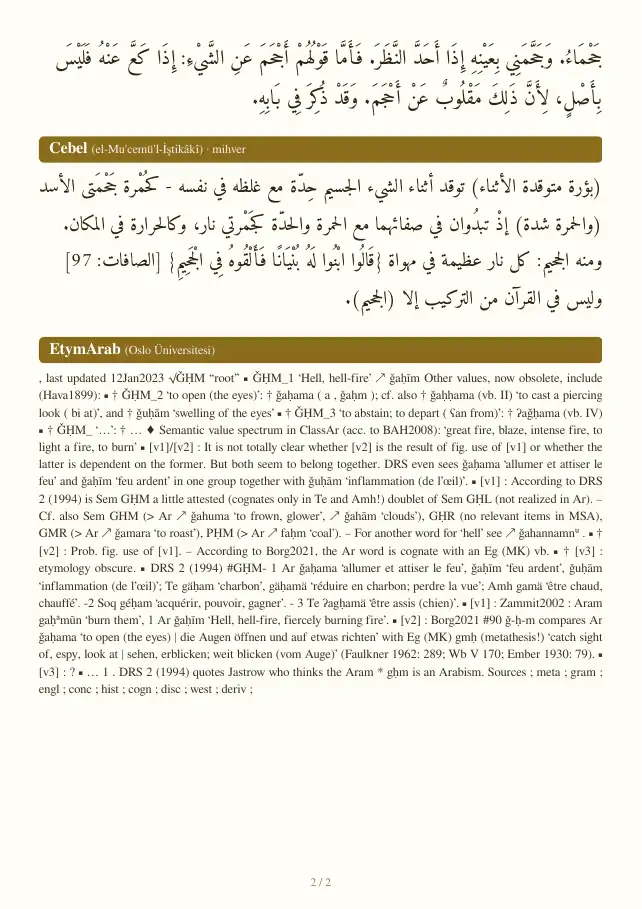 جَحْمَاءُ. وَجَحَّمَنِي بِعَيْنِهِ إِذَا أَحَدَّ النَّظَرَ. فَأَمَّا قَوْلُهُمْ أَجْحَمَ عَنِ الشَّيْءِ: إِذَا كَعَّ عَنْهُ فَلَيْسَ
بِأَصْلٍ، لِأَنَّ ذَلِكَ مَقْلُوبٌ عَنْ أَحْجَمَ. وَقَدْ ذُكِرَ فِي بَابِهِ.
Cebel (el-Mu'cemü'l-İştikâkî) · mihver
(بؤرة متوقدة الأثناء) توقد أثناء الشيء الجسيم حِدّة مع غلظه في نفسه - كحُمْرة جَحْمَتى الأسد
(والحمرة شدة) إذْ تبدُوان في صفائهما مع الحمرة والحدّة كجَمْرتي نار، وكالحرارة في المكان.
ومنه الجحيم: كل نار عظيمة في مهواة {قَالُوا ابْنُوا لَهُ بُنْيَانًا فَأَلْقُوهُ فِي الْجَحِيمِ} [الصافات: 97]
وليس في القرآن من التركيب إلا (الجحيم).
EtymArab (Oslo Üniversitesi)
, last updated 12Jan2023 √ǦḤM “root” ▪ ǦḤM_1 ‘Hell, hell-fire’ ↗ ǧaḥīm Other values, now obsolete, include
(Hava1899): ▪ † ǦḤM_2 ‘to open (the eyes)’: † ǧaḥama ( a , ǧaḥm ); cf. also † ǧaḥḥama (vb. II) ‘to cast a piercing
look ( bi at)’, and † ǧuḥām ‘swelling of the eyes’ ▪ † ǦḤM_3 ‘to abstain; to depart ( ʕan from)’: † ʔaǧḥama (vb. IV)
▪ † ǦḤM_ ‘…’: † … ♦ Semantic value spectrum in ClassAr (acc. to BAH2008): ‘great fire, blaze, intense fire, to
light a fire, to burn’ ▪ [v1]/[v2] : It is not totally clear whether [v2] is the result of fig. use of [v1] or whether the
latter is dependent on the former. But both seem to belong together. DRS even sees ǧaḥama ‘allumer et attiser le
feu’ and ǧaḥīm ‘feu ardent’ in one group together with ǧuḥām ‘inflammation (de l’œil)’. ▪ [v1] : According to DRS
2 (1994) is Sem GḤM a little attested (cognates only in Te and Amh!) doublet of Sem GḤL (not realized in Ar). –
Cf. also Sem GHM (> Ar ↗ ǧahuma ‘to frown, glower’, ↗ ǧahām ‘clouds’), GḤR (no relevant items in MSA),
GMR (> Ar ↗ ǧamara ‘to roast’), PḤM (> Ar ↗ faḥm ‘coal’). – For another word for ‘hell’ see ↗ ǧahannamᵘ . ▪ †
[v2] : Prob. fig. use of [v1]. – According to Borg2021, the Ar word is cognate with an Eg (MK) vb. ▪ † [v3] :
etymology obscure. ▪ DRS 2 (1994) #GḤM- 1 Ar ǧaḥama ‘allumer et attiser le feu’, ǧaḥīm ‘feu ardent’, ǧuḥām
‘inflammation (de l’œil)’; Te gäḥam ‘charbon’, gäḥamä ‘réduire en charbon; perdre la vue’; Amh gamä ‘être chaud,
chauffé’. -2 Soq géḥam ‘acquérir, pouvoir, gagner’. - 3 Te ʔagḥamä ‘être assis (chien)’. ▪ [v1] : Zammit2002 : Aram
gaḥᵃmūn ‘burn them’, 1 Ar ǧaḥīm ‘Hell, hell-fire, fiercely burning fire’. ▪ [v2] : Borg2021 #90 ǧ-ḥ-m compares Ar
ǧaḥama ‘to open (the eyes) | die Augen öffnen und auf etwas richten’ with Eg (MK) gmḥ (metathesis!) ‘catch sight
of, espy, look at | sehen, erblicken; weit blicken (vom Auge)’ (Faulkner 1962: 289; Wb V 170; Ember 1930: 79). ▪
[v3] : ? ▪ … 1 . DRS 2 (1994) quotes Jastrow who thinks the Aram * gḥm is an Arabism. Sources ; meta ; gram ;
engl ; conc ; hist ; cogn ; disc ; west ; deriv ;
2 / 2